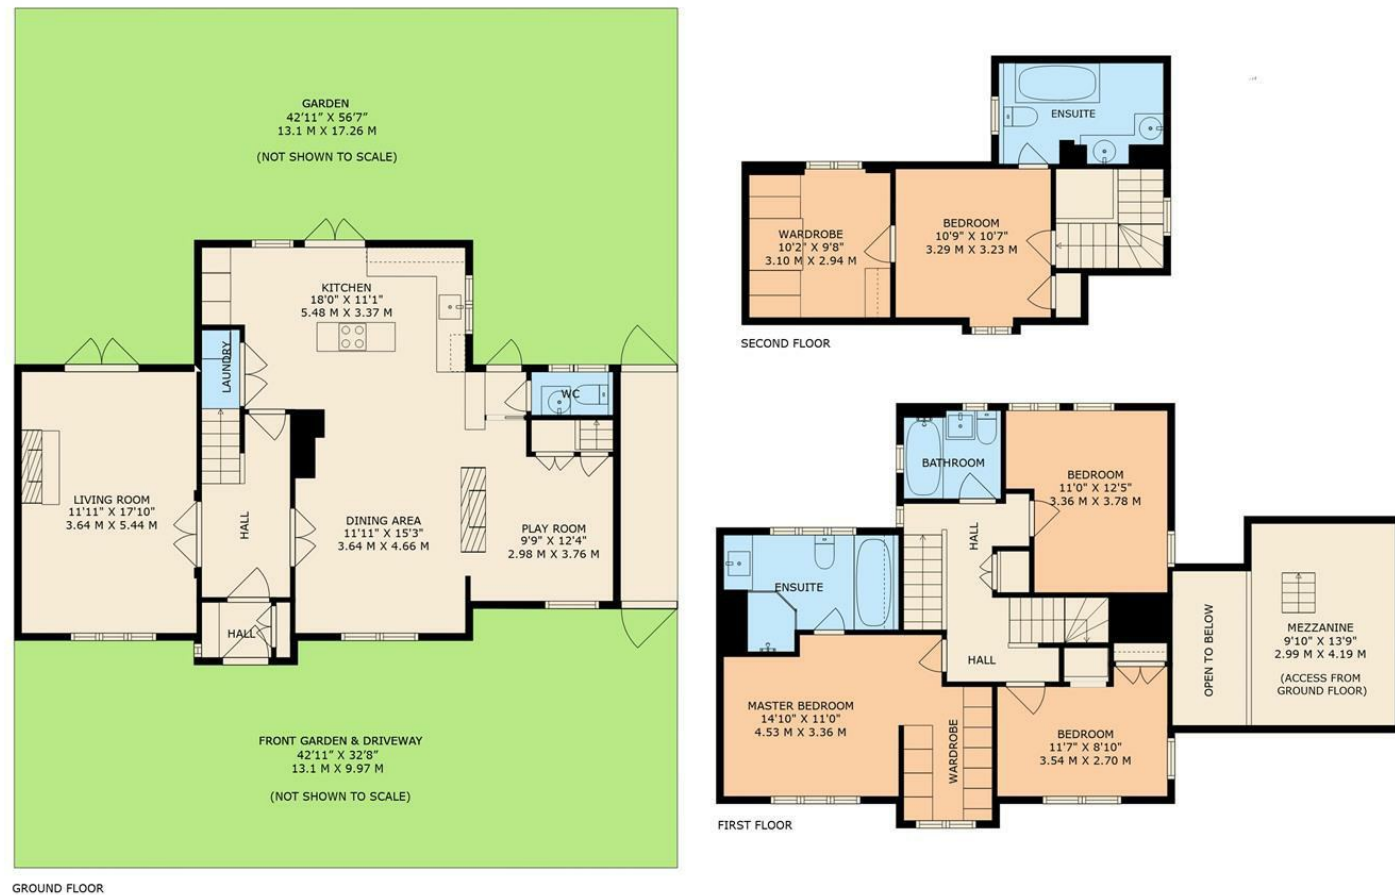 GARDEN
42'11" X 56'7"
13.1 M X 17.26 M
(NOT SHOWN TO SCALE)
KITCHEN
18'0" X 11'1"
5.48 M X 3.37 M
LAUNDRY
WC
LIVING ROOM
11'11" X 17'10"
3.64 M X 5.44 M
HALL
DINING AREA
11'11" X 15'3"
3.64 M X 4.66 M
PLAY ROOM
9'9" X 12'4"
2.98 M X 3.76 M
HALL
FRONT GARDEN & DRIVEWAY
42'11" X 32'8"
13.1 M X 9.97 M
(NOT SHOWN TO SCALE)
GROUND FLOOR
ENSUITE
WARDROBE
10'2" X 9'8"
3.10 M X 2.94 M
BEDROOM
10'9" X 10'7"
3.29 M X 3.23 M
SECOND FLOOR
BATHROOM
BEDROOM
11'0" X 12'5"
3.36 M X 3.78 M
HALL
ENSUITE
HALL
MASTER BEDROOM
14'10" X 11'0"
4.53 M X 3.36 M
WARDROBE
BEDROOM
11'7" X 8'10"
3.54 M X 2.70 M
OPEN TO BELOW
MEZZANINE
9'10" X 13'9"
2.99 M X 4.19 M
(ACCESS FROM
GROUND FLOOR)
FIRST FLOOR